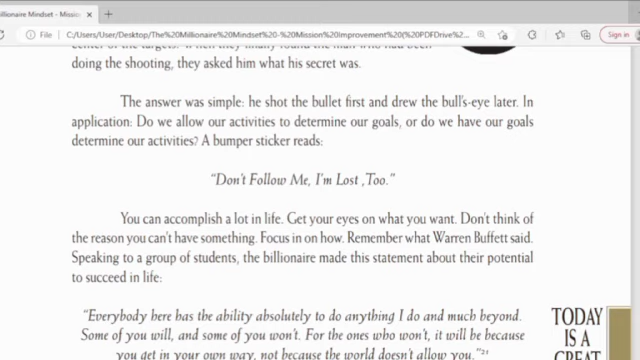 llionaire Mindset - Mission
File
C:/Users/User/Desktop/The%20Millionaire%20Mindset%20-%20Mission%20Improvement%20(%20PDFDrive
Sign in
center of the targets. When they finally found the man who had been
doing the shooting, they asked him what his secret was.
The answer was simple: he shot the bullet first and drew the bull's-eye later. In
application: Do we allow our activities to determine our goals, or do we have our goals
determine our activities? A bumper sticker reads:
"Don't Follow Me, I'm Lost ,Too."
You can accomplish a lot in life. Get your eyes on what you want. Don't think of
the reason you can't have something. Focus in on how. Remember what Warren Buffett said.
Speaking to a group of students, the billionaire made this statement about their potential
to succeed in life:
"Everybody here has the ability absolutely to do anything I do and much beyond.
Some of you will, and some of you won't. For the ones who won't, it will be because
you get in your own way, not because the world doesn't allow you."21
TODAY
IS A
GREAT